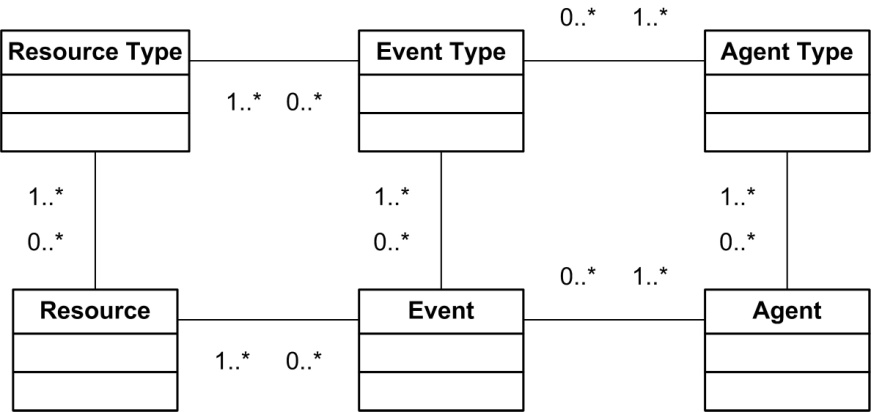 0..* 1..*
Resource Type Event Type Agent Type
1..* 0..*
1..* 1..* 1..*
0..* 0..* 0..*
0..* 1..*
Resource Event Agent
1..* 0..*